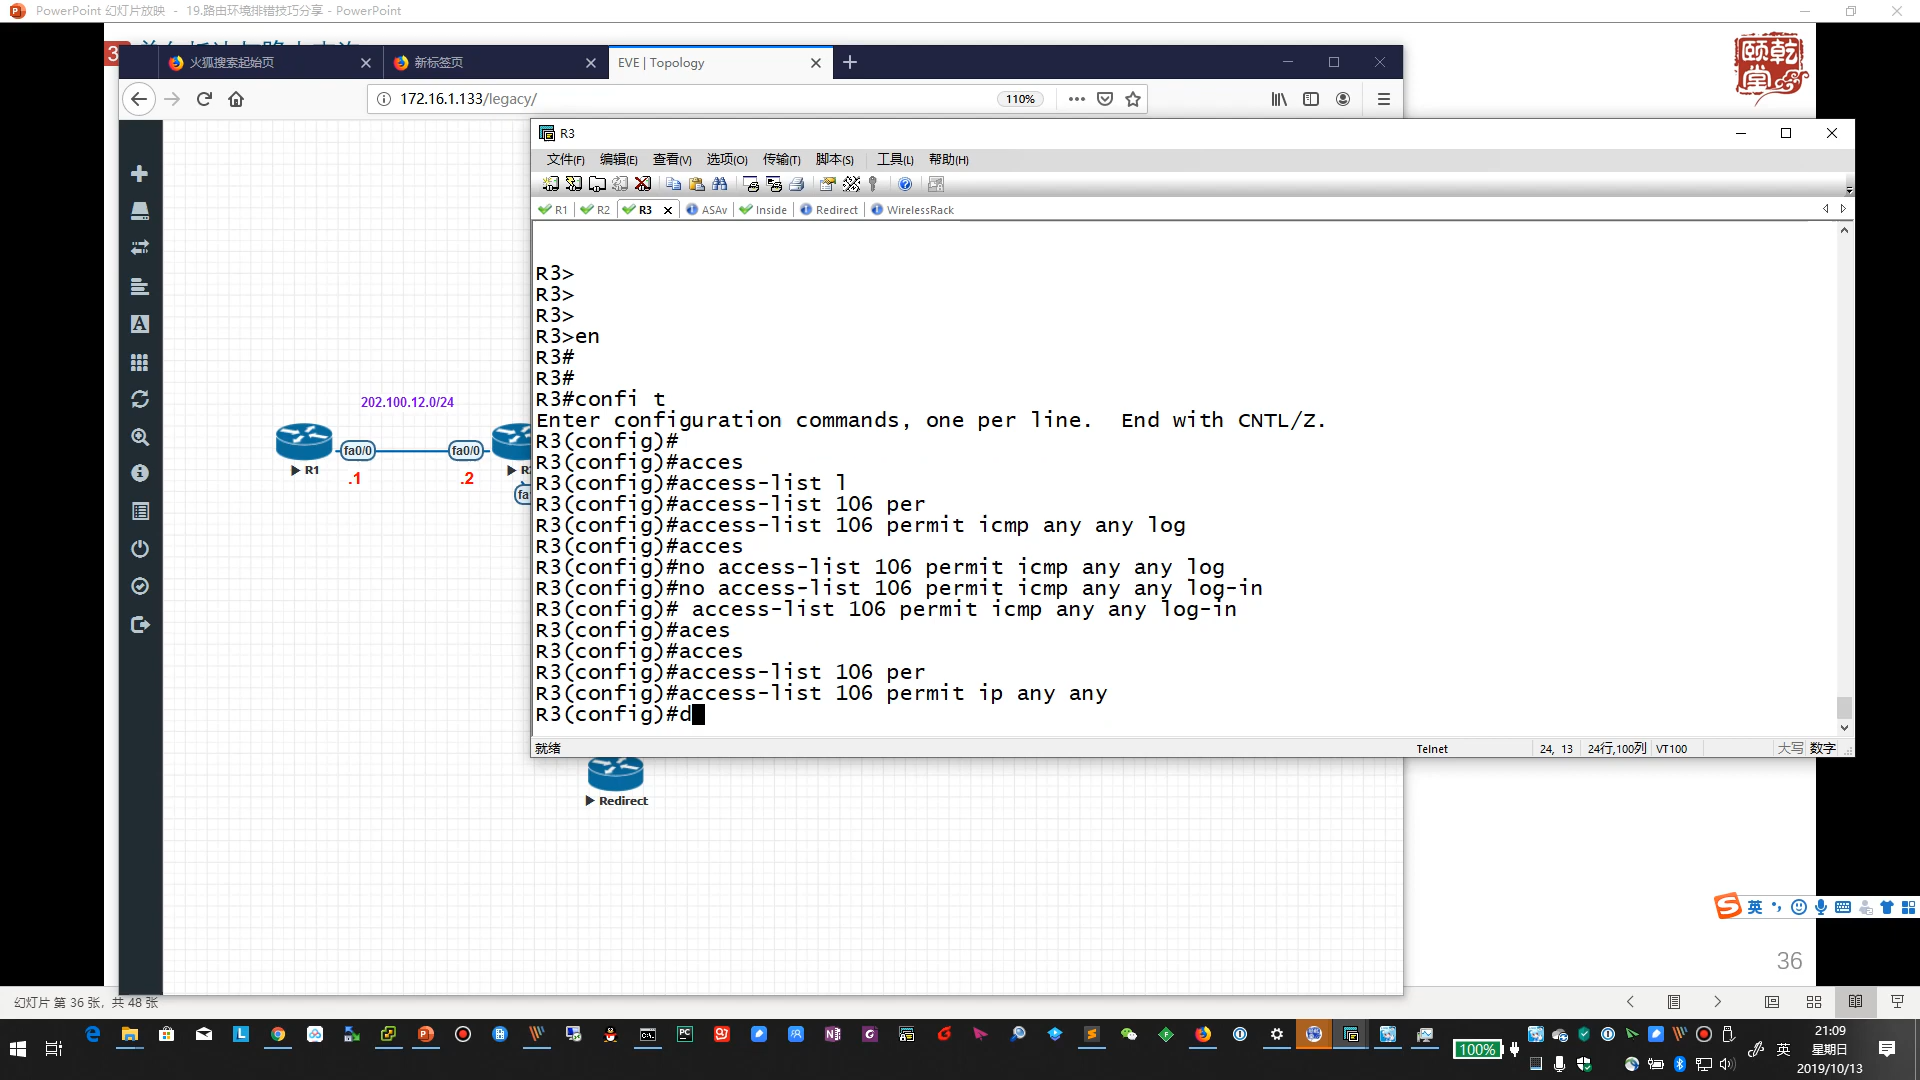 PowerPoint 幻灯片放映 - 19.路由环境排错技巧分享 - PowerPoint
3
火狐搜索起始页
新标签页
EVE | Topology
172.16.1.133/legacy/
110%
R3
文件(F) 编辑(E) 查看(V) 选项(O) 传输(T) 脚本(S) 工具(L) 帮助(H)
R1 R2 R3 ASAv Inside Redirect WirelessRack
R3>
R3>
R3>
R3>en
R3#
R3#
R3#confi t
Enter configuration commands, one per line.  End with CNTL/Z.
R3(config)#
R3(config)#acces
R3(config)#access-list l
R3(config)#access-list 106 per
R3(config)#access-list 106 permit icmp any any log
R3(config)#acces
R3(config)#no access-list 106 permit icmp any any log
R3(config)#no access-list 106 permit icmp any any log-in
R3(config)# access-list 106 permit icmp any any log-in
R3(config)#aces
R3(config)#acces
R3(config)#access-list 106 per
R3(config)#access-list 106 permit ip any any
R3(config)#d
就绪
Telnet
24, 13
24行,100列
VT100
大写 数字
202.100.12.0/24
fa0/0
fa0/0
R1
.1
.2
fa
Redirect
颐乾堂
英
36
幻灯片 第 36 张，共 48 张
100%
英
21:09
星期日
2019/10/13